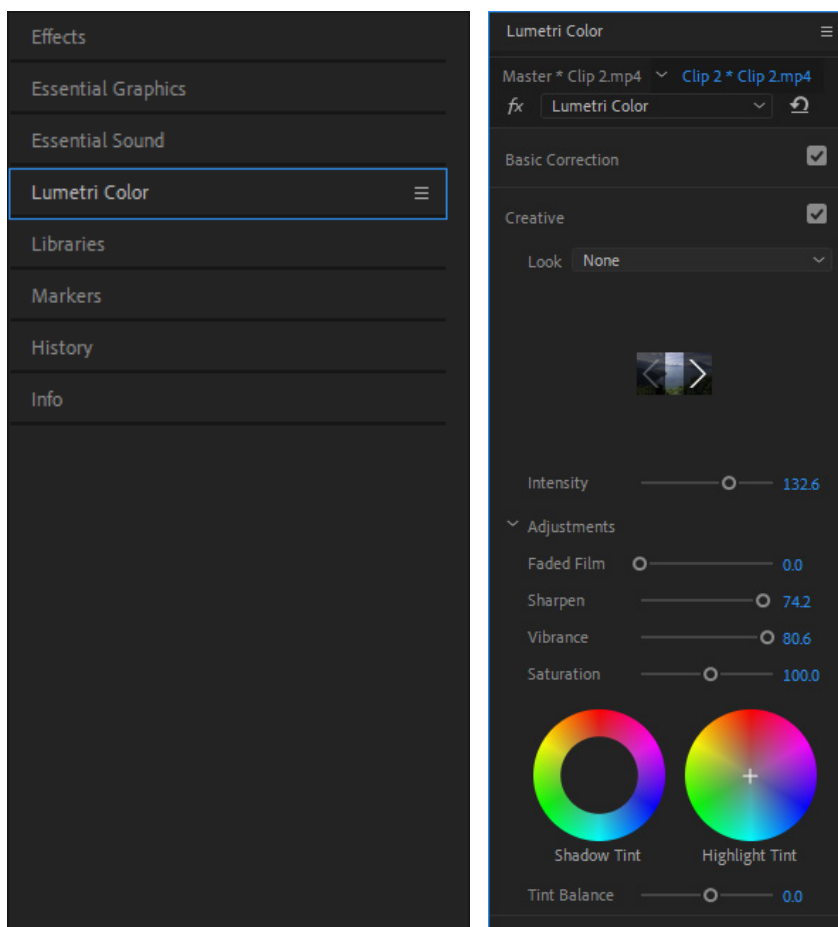 Effects
Essential Graphics
Essential Sound
Lumetri Color
Libraries
Markers
History
Info
Lumetri Color
Master * Clip 2.mp4 Clip 2 * Clip 2.mp4
fx Lumetri Color
Basic Correction
Creative
Look None
Intensity 132.6
Adjustments
Faded Film 0.0
Sharpen 74.2
Vibrance 80.6
Saturation 100.0
Shadow Tint Highlight Tint
Tint Balance 0.0